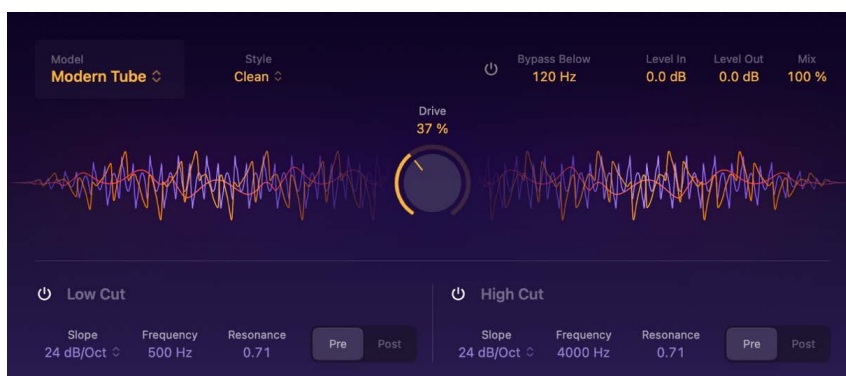 Model
Modern Tube
Style
Clean
Bypass Below
120 Hz
Level In
0.0 dB
Level Out
0.0 dB
Mix
100 %
Drive
37 %
Low Cut
Slope
24 dB/Oct
Frequency
500 Hz
Resonance
0.71
Pre
Post
High Cut
Slope
24 dB/Oct
Frequency
4000 Hz
Resonance
0.71
Pre
Post